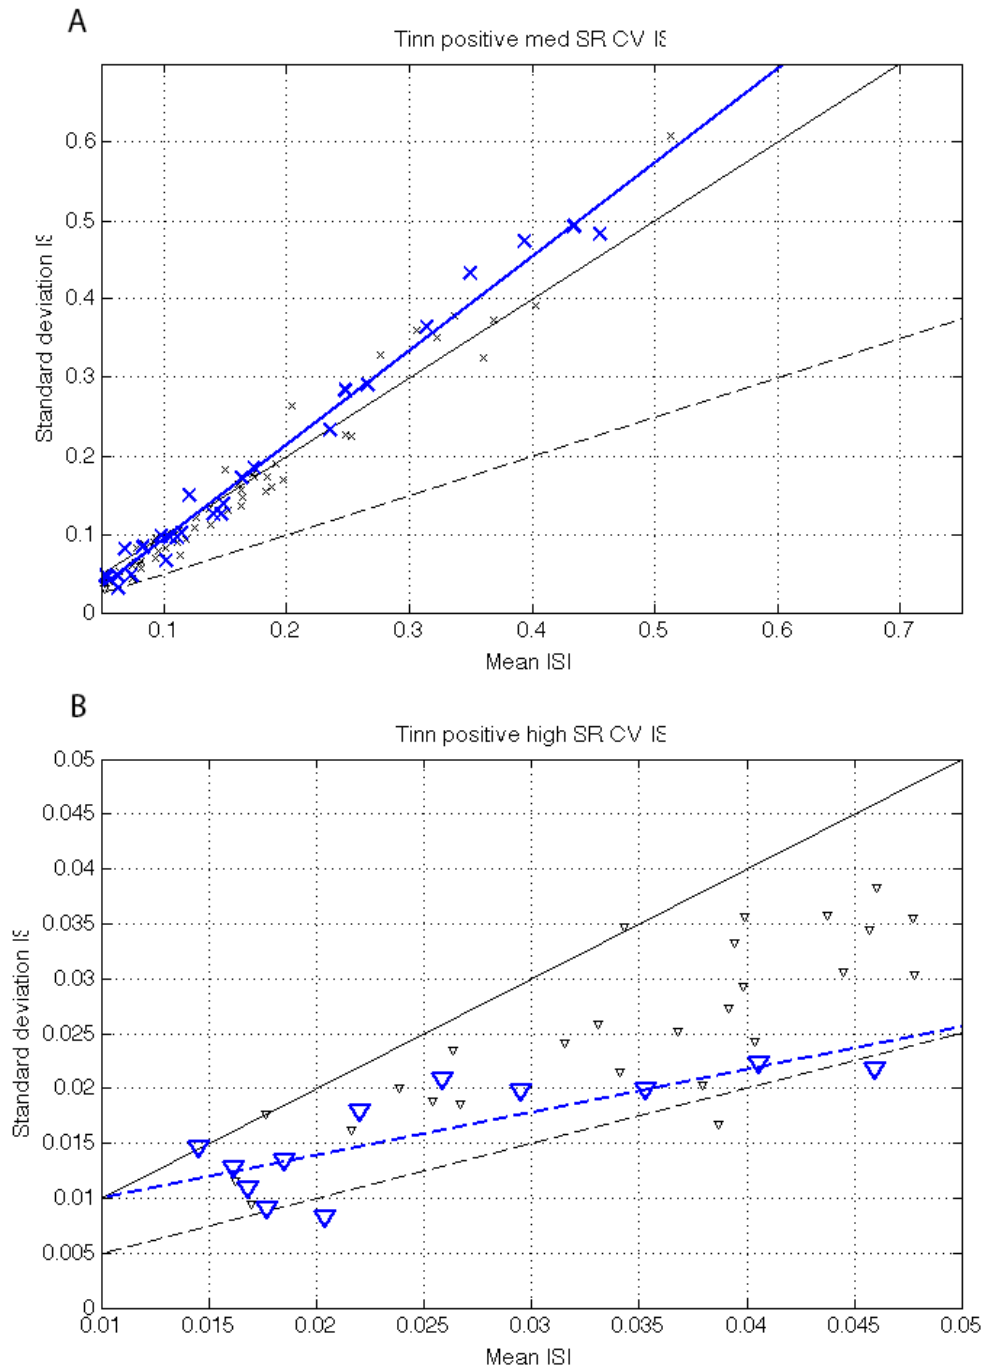 A
Tinn positive med SR CV IS
Standard deviation IS
0.6
0.5
0.4
0.3
0.2
0.1
0
0.1 0.2 0.3 0.4 0.5 0.6 0.7
Mean ISI
B
Tinn positive high SR CV IS
Standard deviation IS
0.05
0.045
0.04
0.035
0.03
0.025
0.02
0.015
0.01
0.005
0
0.01 0.015 0.02 0.025 0.03 0.035 0.04 0.045 0.05
Mean ISI